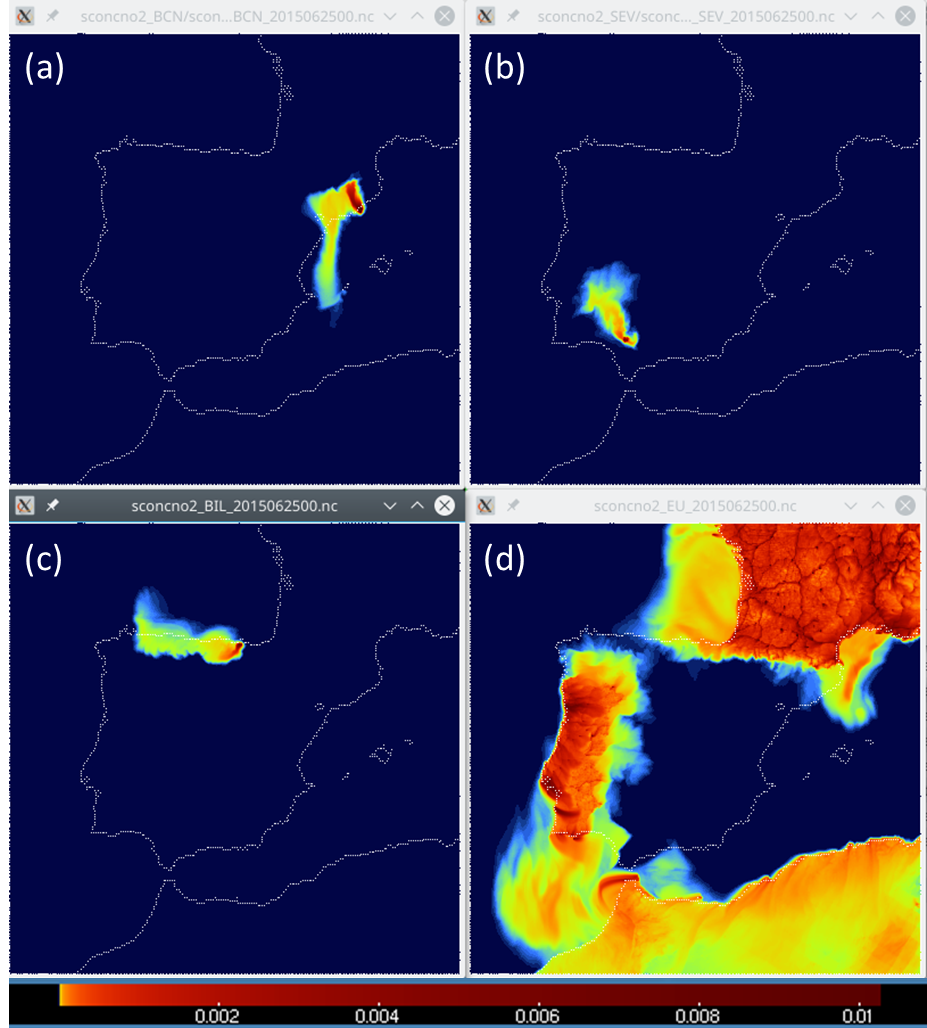 sconcno2_BCN/scon...BCN_2015062500.nc
sconcno2_SEV/sconc..._SEV_2015062500.nc
(a)
(b)
sconcno2_BIL_2015062500.nc
sconcno2_EU_2015062500.nc
(c)
(d)
0.002
0.004
0.006
0.008
0.01